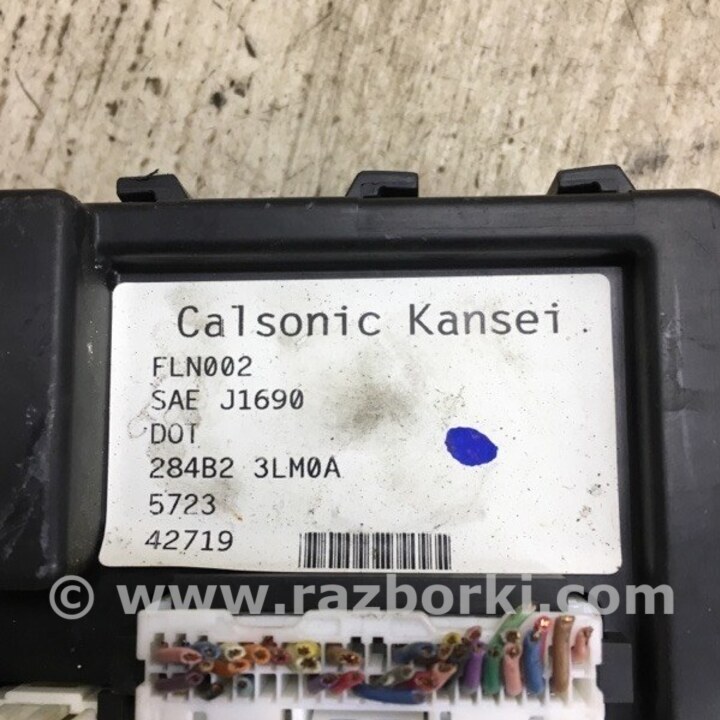 Calsonic Kansei
FLN002
SAE J1690
DOT
284B2 3LM0A
5723
42719
© www.razborki.com